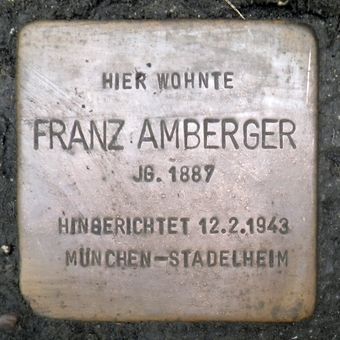 HIER WOHNTE
FRANZ AMBERGER
JG. 1887
HINGERICHTET 12.2.1943
MÜNCHEN-STADELHEIM